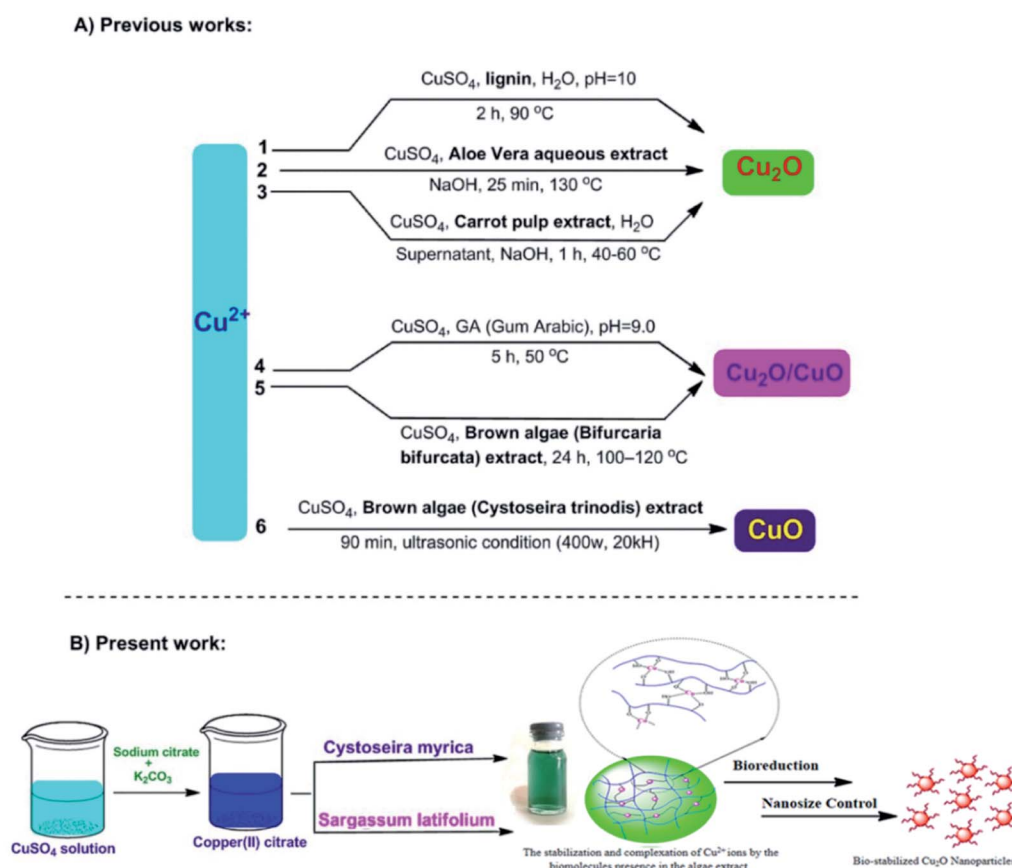 A) Previous works:
CuSO₄, lignin, H₂O, pH=10
2 h, 90 °C
1
CuSO₄, Aloe Vera aqueous extract
2
NaOH, 25 min, 130 °C
3
Cu₂O
CuSO₄, Carrot pulp extract, H₂O
Supernatant, NaOH, 1 h, 40-60 °C
Cu²⁺
CuSO₄, GA (Gum Arabic), pH=9.0
5 h, 50 °C
4
5
Cu₂O/CuO
CuSO₄, Brown algae (Bifurcaria
bifurcata) extract, 24 h, 100–120 °C
CuSO₄, Brown algae (Cystoseira trinodis) extract
6
90 min, ultrasonic condition (400w, 20kH)
CuO
B) Present work:
Sodium citrate
+
K₂CO₃
CuSO₄ solution
Copper(II) citrate
Cystoseira myrica
Sargassum latifolium
The stabilization and complexation of Cu²⁺ ions by the
biomolecules presence in the algae extract
Bioreduction
Nanosize Control
Bio-stabilized Cu₂O Nanoparticles